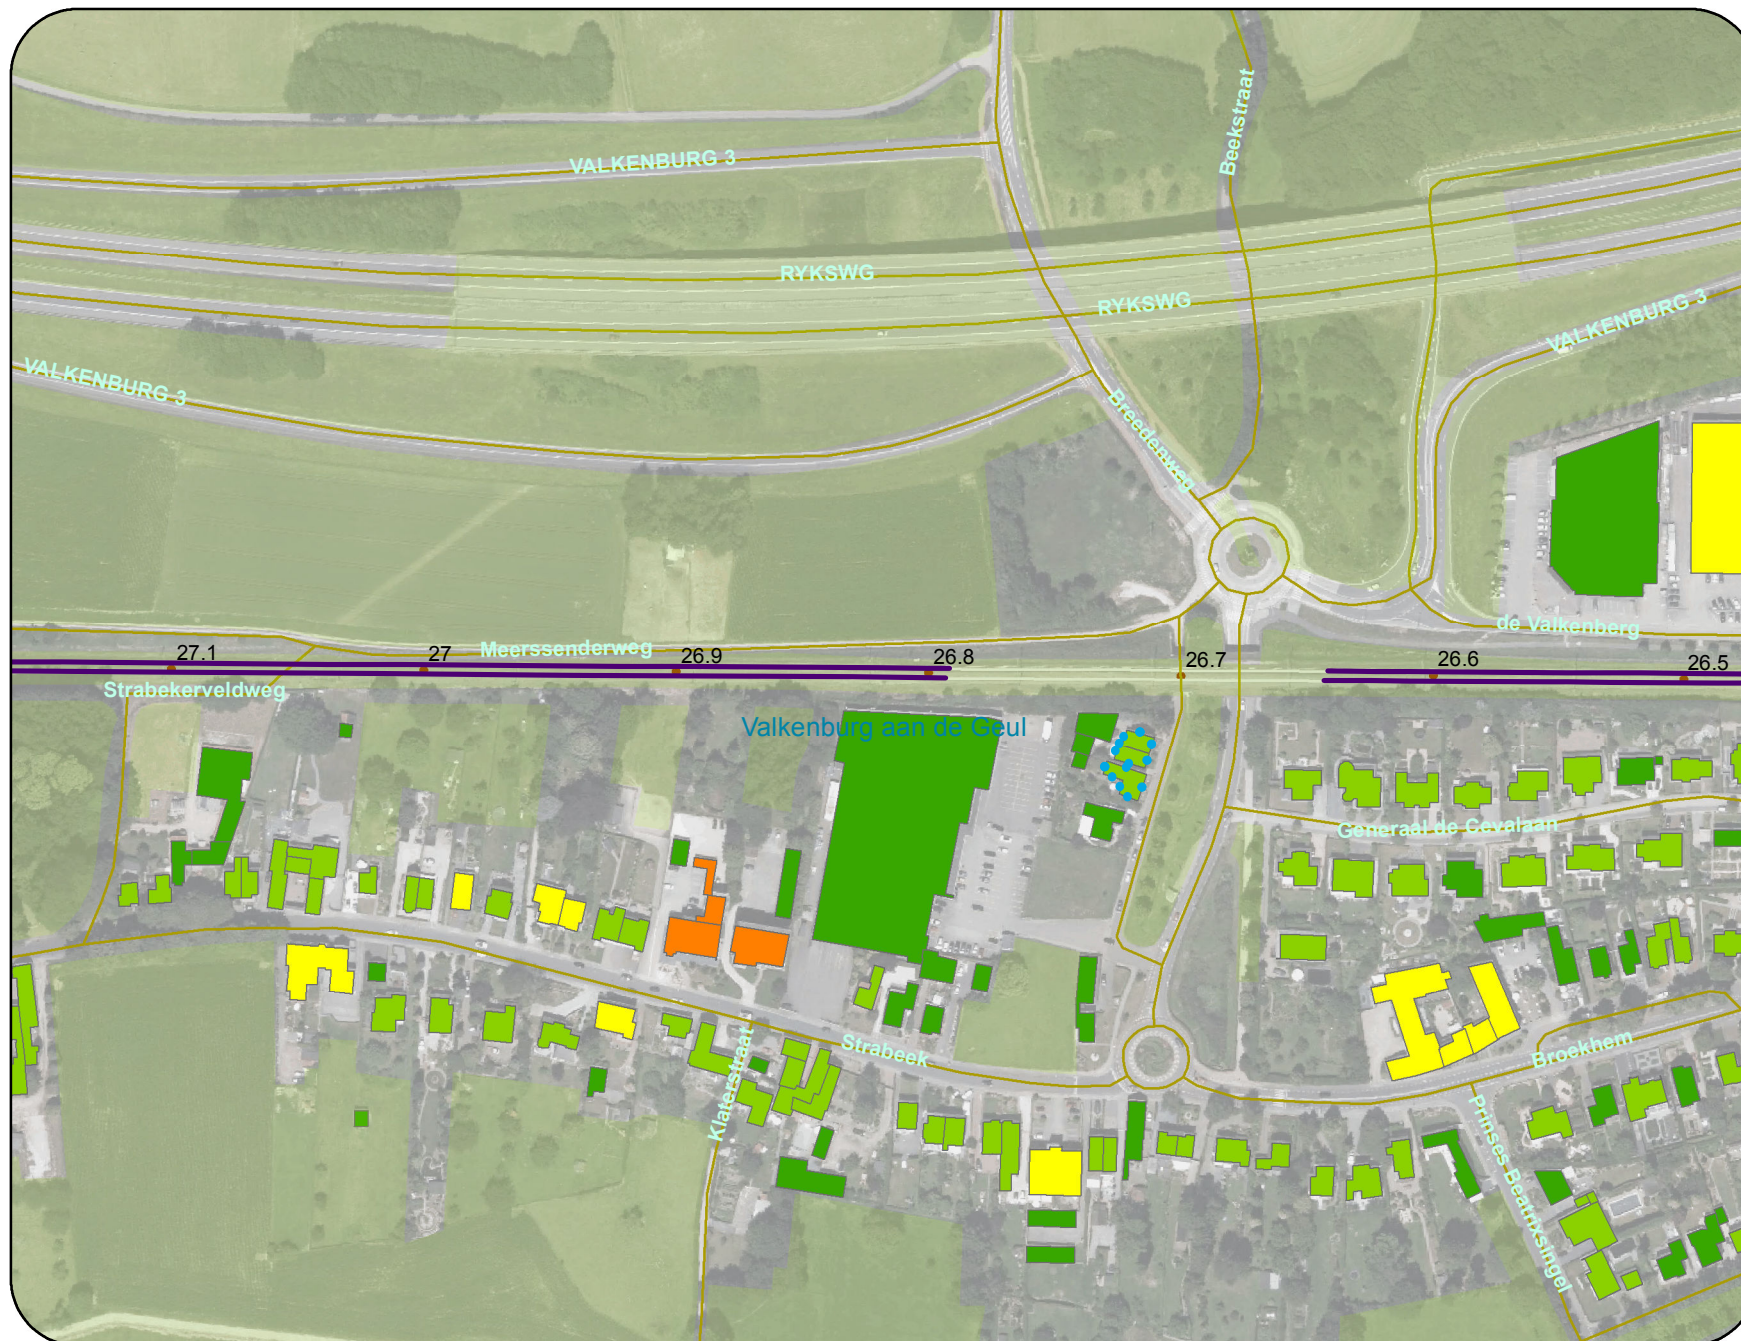 Beekstraat
VALKENBURG 3
RYKSWG
RYKSWG
VALKENBURG 3
VALKENBURG 3
Breedenweg
de Valkenberg
Meerssenderweg
27.1
27
26.9
26.8
26.7
26.6
26.5
Strabekerveldweg
Valkenburg aan de Geul
Generaal de Cevalaan
Strabeek
Broekhem
Klaterstraat
Prinses Beatrixsingel